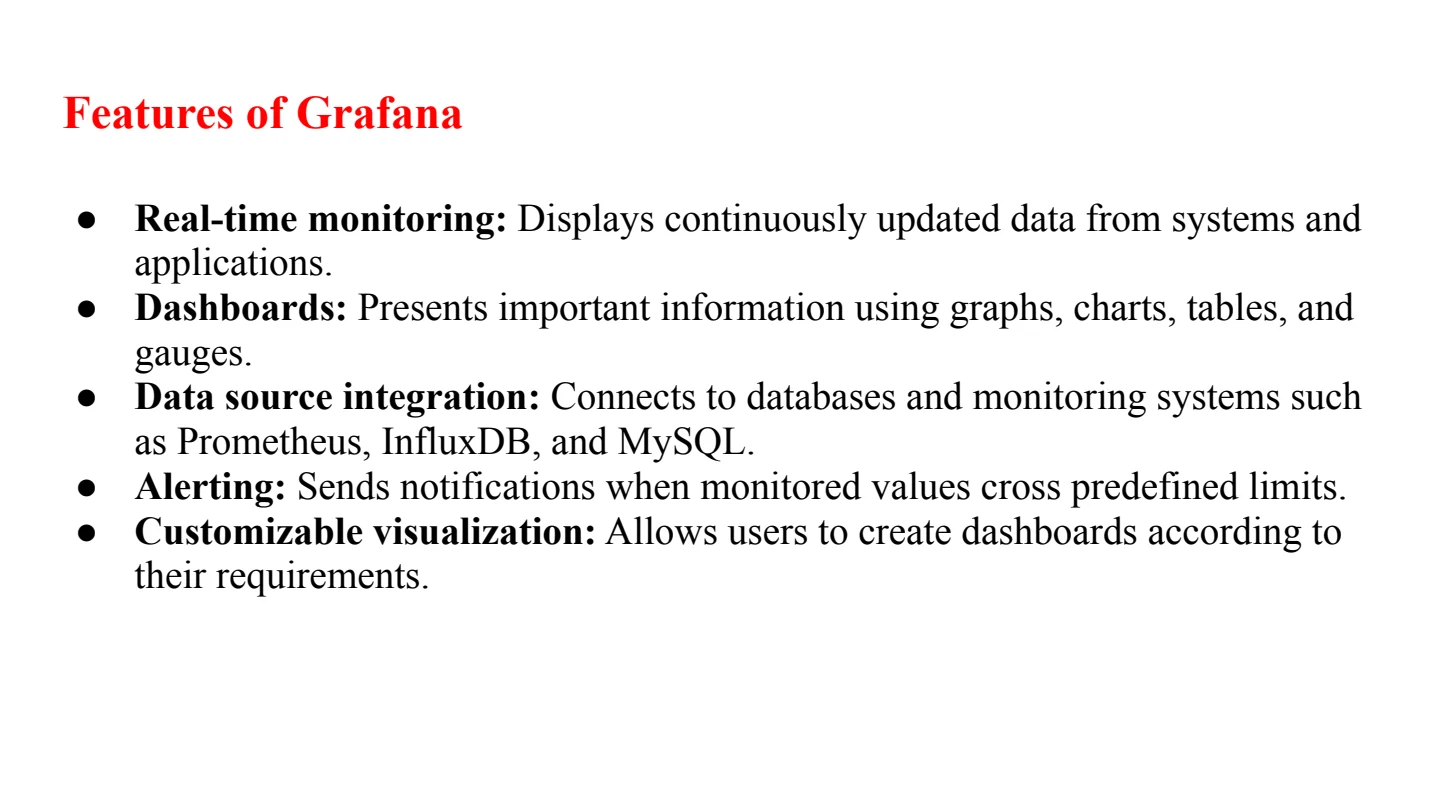 Features of Grafana
● Real-time monitoring: Displays continuously updated data from systems and
applications.
● Dashboards: Presents important information using graphs, charts, tables, and
gauges.
● Data source integration: Connects to databases and monitoring systems such
as Prometheus, InfluxDB, and MySQL.
● Alerting: Sends notifications when monitored values cross predefined limits.
● Customizable visualization: Allows users to create dashboards according to
their requirements.